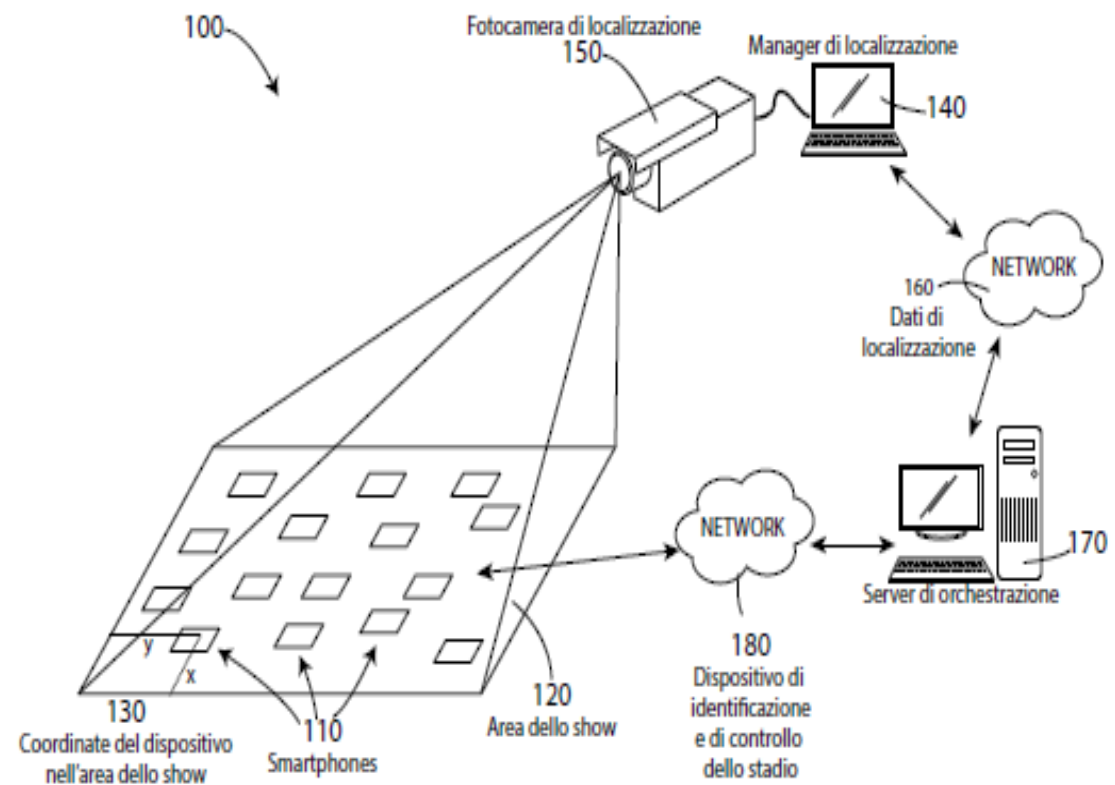 100
Fotocamera di localizzazione
150
Manager di localizzazione
140
NETWORK
160
Dati di
localizzazione
NETWORK
170
Server di orchestrazione
180
Dispositivo di
identificazione
e di controllo
dello stadio
120
Area dello show
y
x
130
Coordinate del dispositivo
nell'area dello show
110
Smartphones